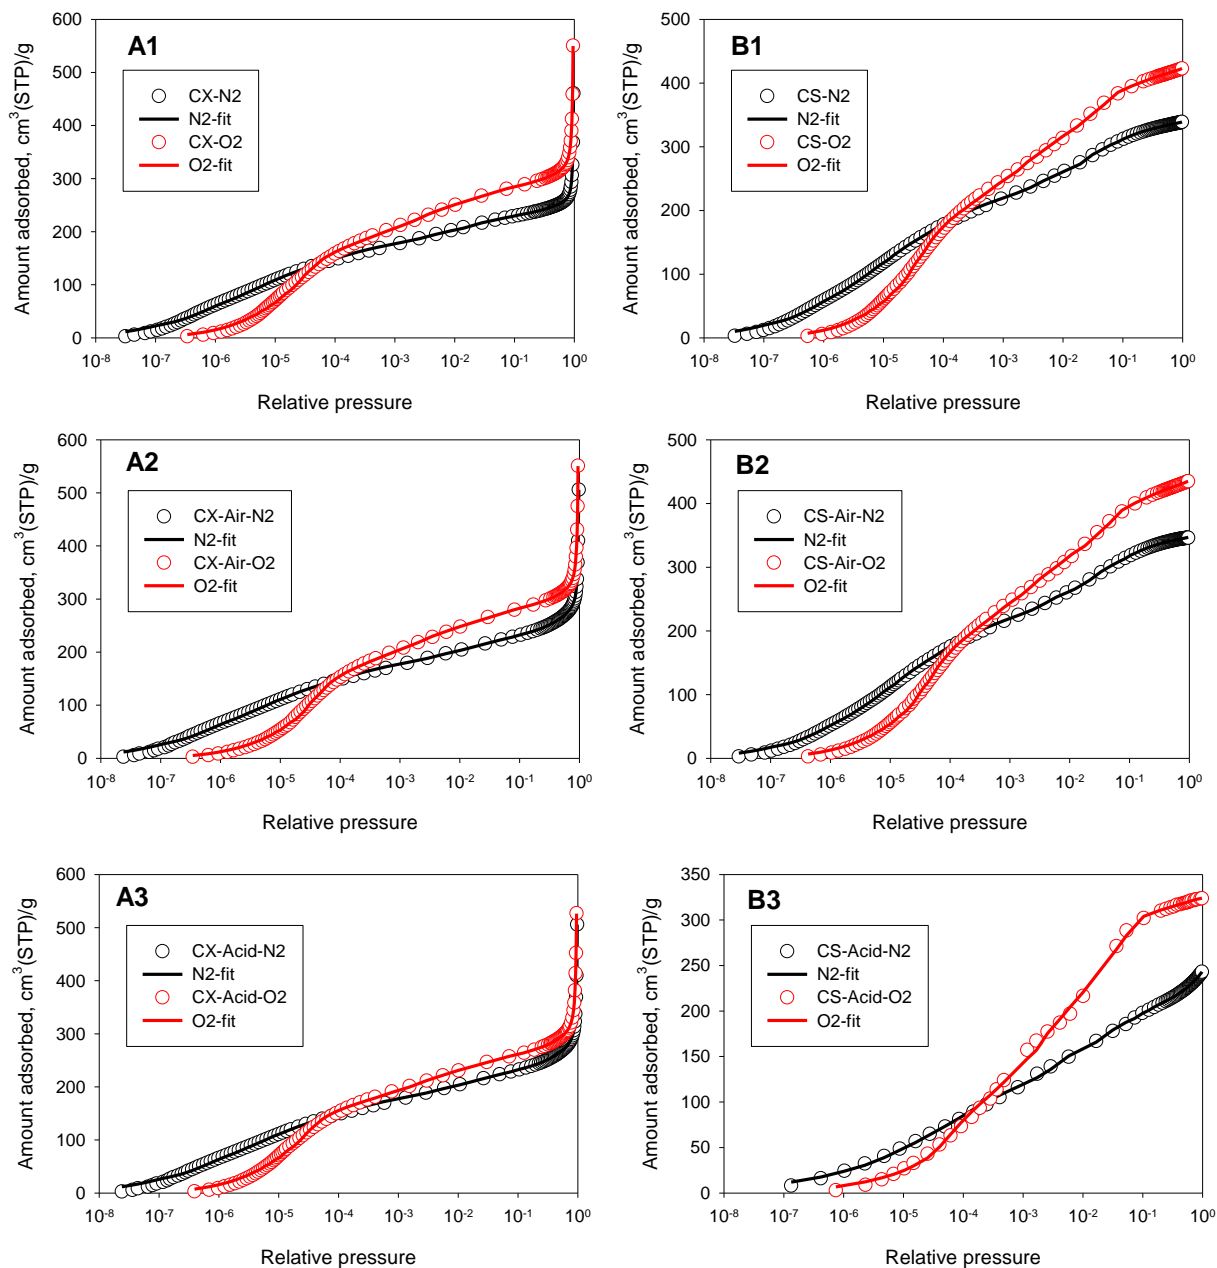 A1
600
500
400
300
200
100
0
CX-N2
N2-fit
CX-O2
O2-fit
Amount adsorbed, cm³(STP)/g
10⁻⁸ 10⁻⁷ 10⁻⁶ 10⁻⁵ 10⁻⁴ 10⁻³ 10⁻² 10⁻¹ 10⁰
Relative pressure
B1
500
400
300
200
100
0
CS-N2
N2-fit
CS-O2
O2-fit
Amount adsorbed, cm³(STP)/g
10⁻⁸ 10⁻⁷ 10⁻⁶ 10⁻⁵ 10⁻⁴ 10⁻³ 10⁻² 10⁻¹ 10⁰
Relative pressure
A2
600
500
400
300
200
100
0
CX-Air-N2
N2-fit
CX-Air-O2
O2-fit
Amount adsorbed, cm³(STP)/g
10⁻⁸ 10⁻⁷ 10⁻⁶ 10⁻⁵ 10⁻⁴ 10⁻³ 10⁻² 10⁻¹ 10⁰
Relative pressure
B2
500
400
300
200
100
0
CS-Air-N2
N2-fit
CS-Air-O2
O2-fit
Amount adsorbed, cm³(STP)/g
10⁻⁸ 10⁻⁷ 10⁻⁶ 10⁻⁵ 10⁻⁴ 10⁻³ 10⁻² 10⁻¹ 10⁰
Relative pressure
A3
600
500
400
300
200
100
0
CX-Acid-N2
N2-fit
CX-Acid-O2
O2-fit
Amount adsorbed, cm³(STP)/g
10⁻⁸ 10⁻⁷ 10⁻⁶ 10⁻⁵ 10⁻⁴ 10⁻³ 10⁻² 10⁻¹ 10⁰
Relative pressure
B3
350
300
250
200
150
100
50
0
CS-Acid-N2
N2-fit
CS-Acid-O2
O2-fit
Amount adsorbed, cm³(STP)/g
10⁻⁸ 10⁻⁷ 10⁻⁶ 10⁻⁵ 10⁻⁴ 10⁻³ 10⁻² 10⁻¹ 10⁰
Relative pressure